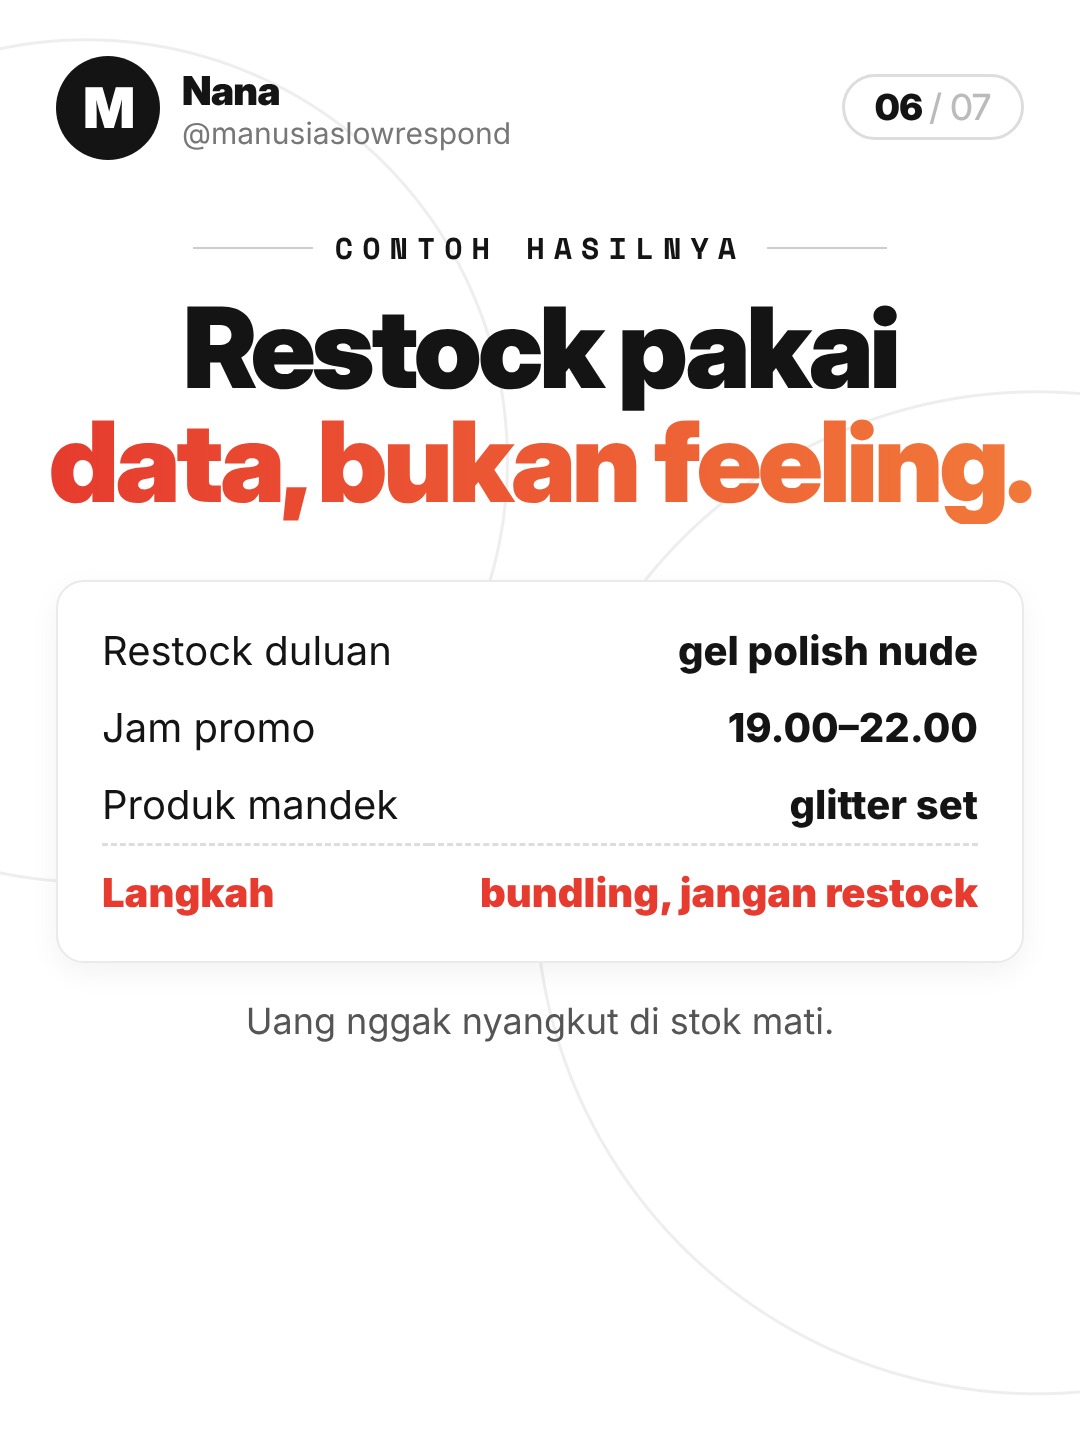 M
Nana
@manusiaslowrespond
06 / 07
CONTOH HASILNYA
Restock pakai
data, bukan feeling.
Restock duluan gel polish nude
Jam promo 19.00–22.00
Produk mandek glitter set
Langkah bundling, jangan restock
Uang nggak nyangkut di stok mati.